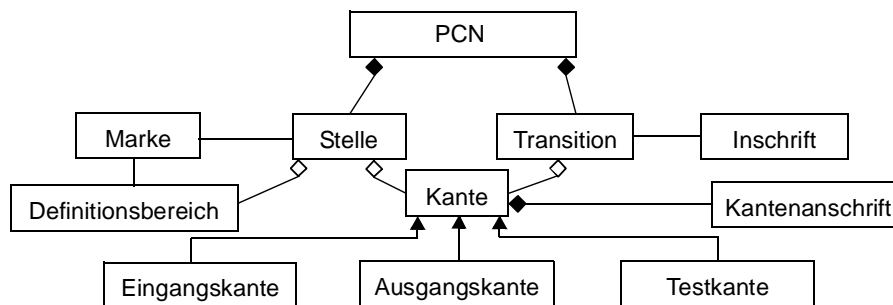 PCN
Marke
Stelle
Transition
Inschrift
Definitionsbereich
Kante
Kantenanschrift
Eingangskante
Ausgangskante
Testkante